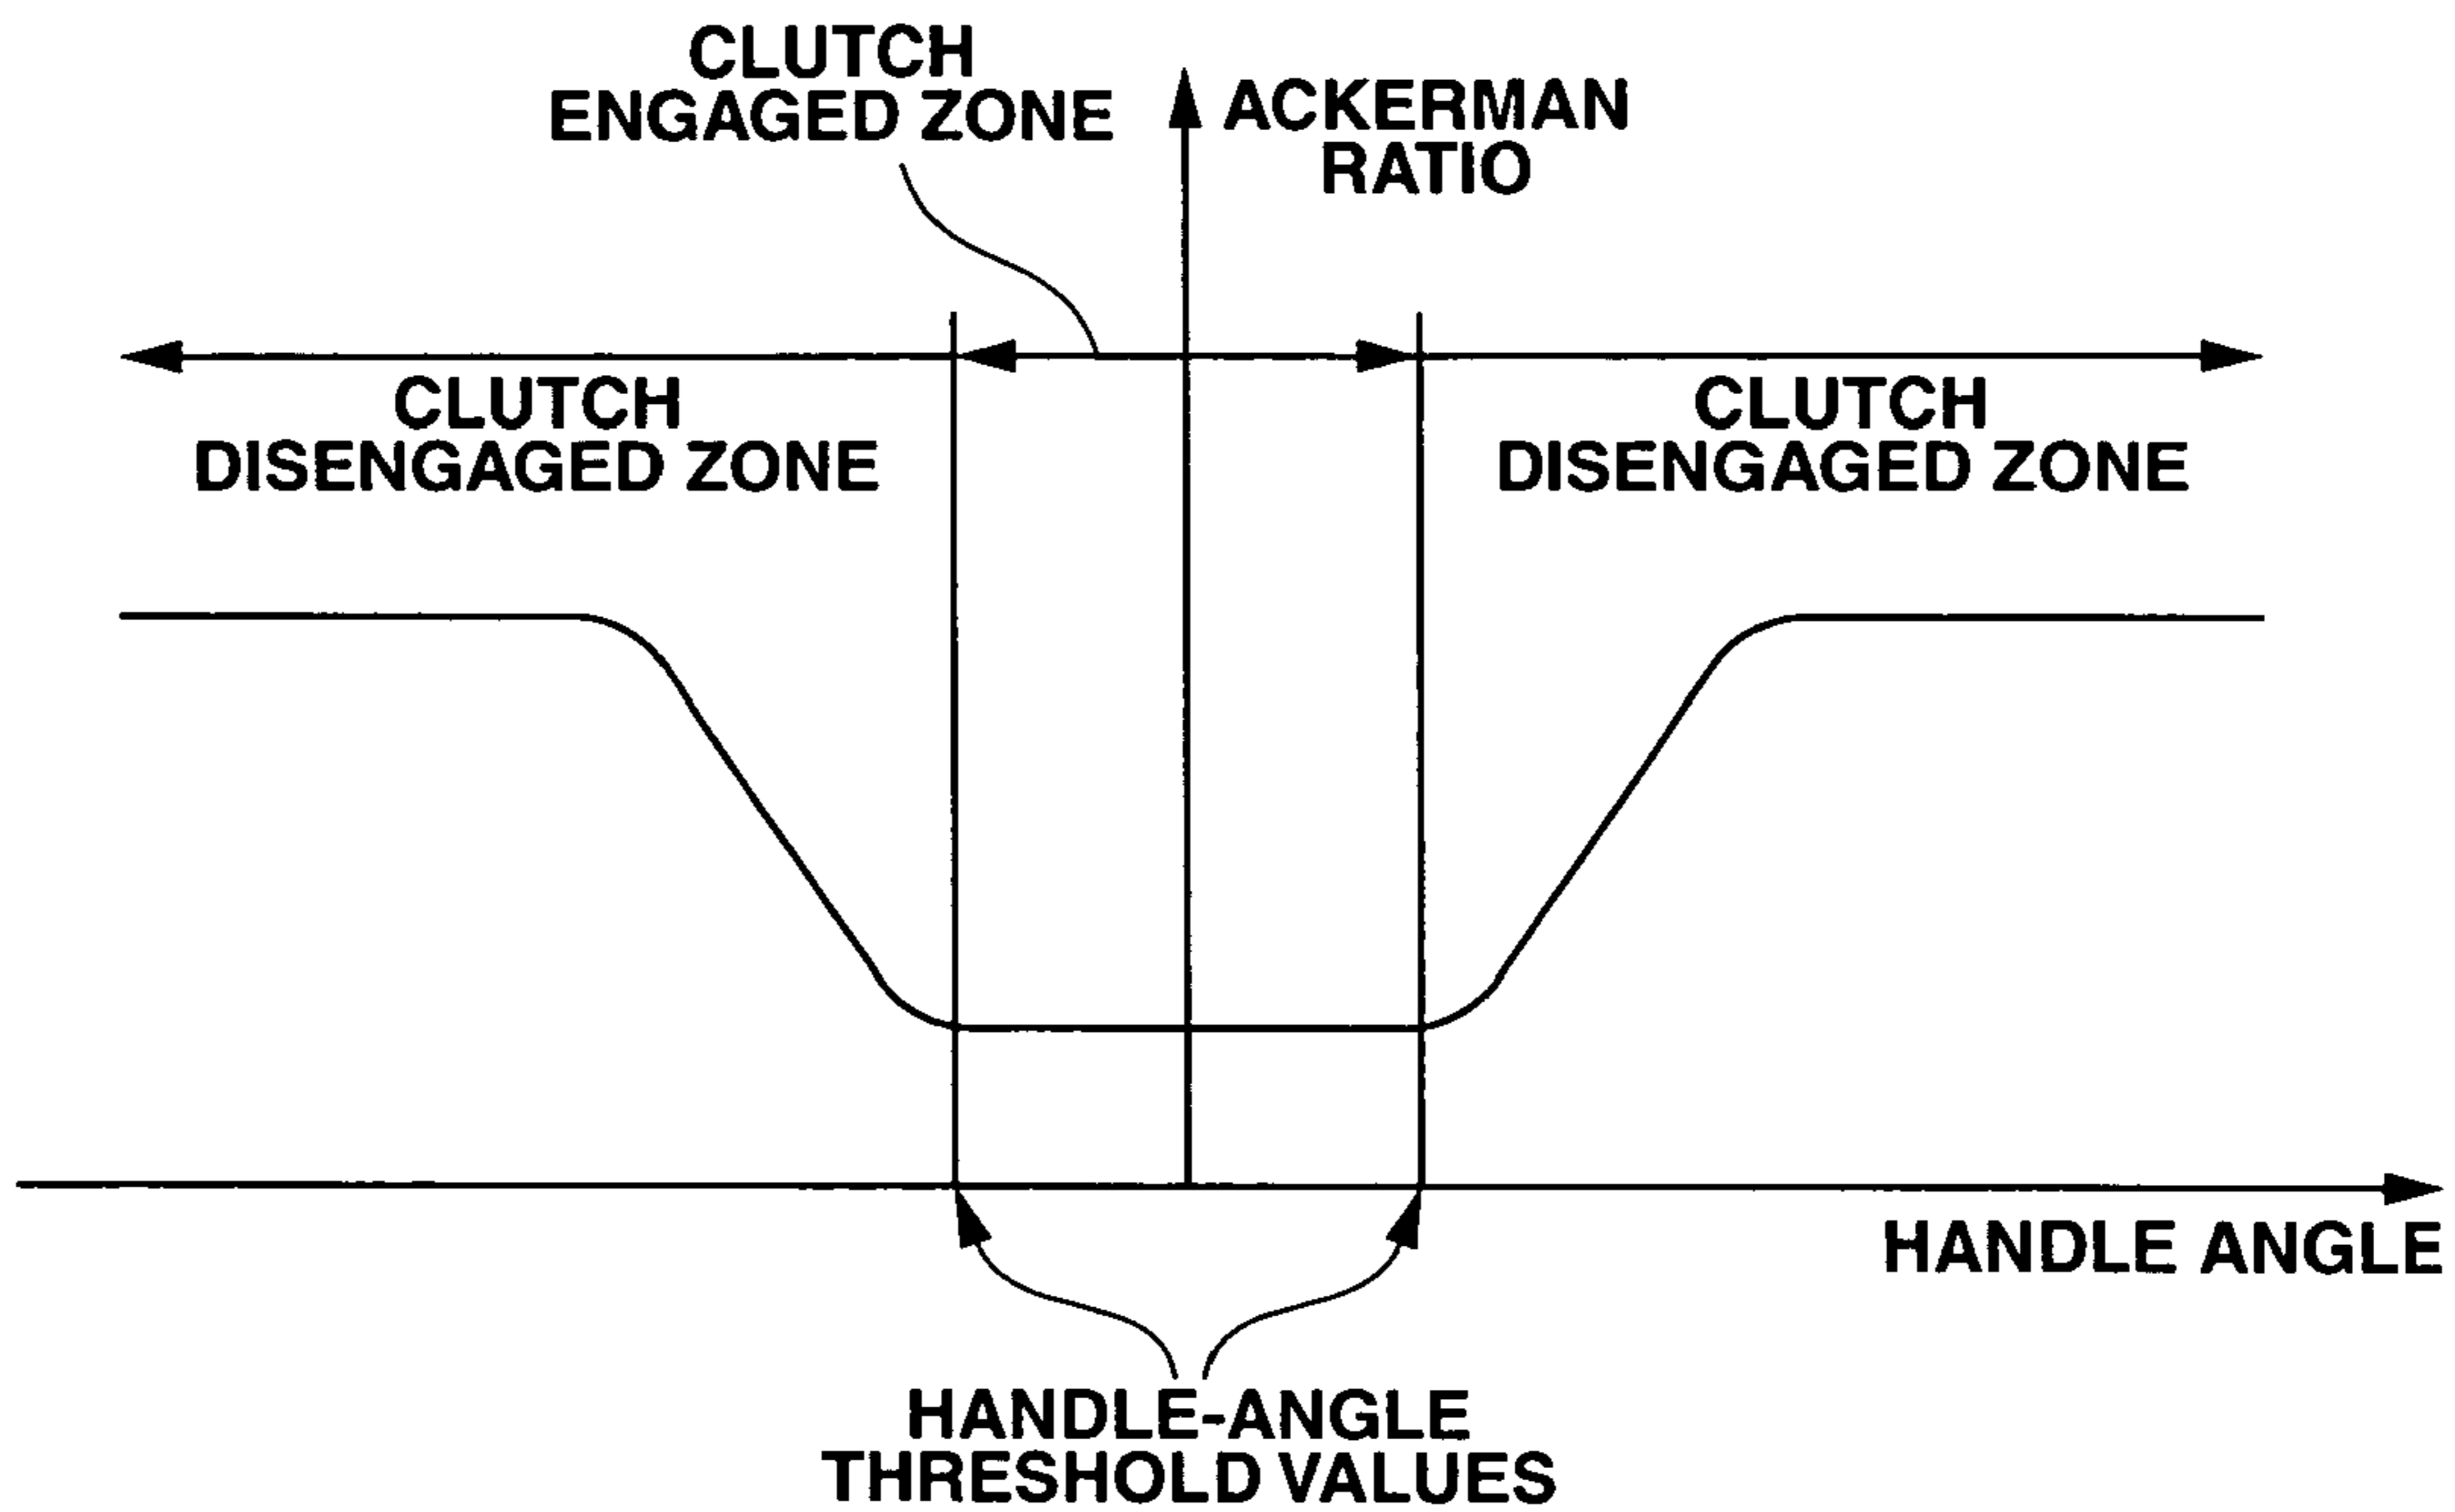 CLUTCH
ENGAGED ZONE
ACKERMAN
RATIO
CLUTCH
DISENGAGED ZONE
CLUTCH
DISENGAGED ZONE
HANDLE ANGLE
HANDLE-ANGLE
THRESHOLD VALUES